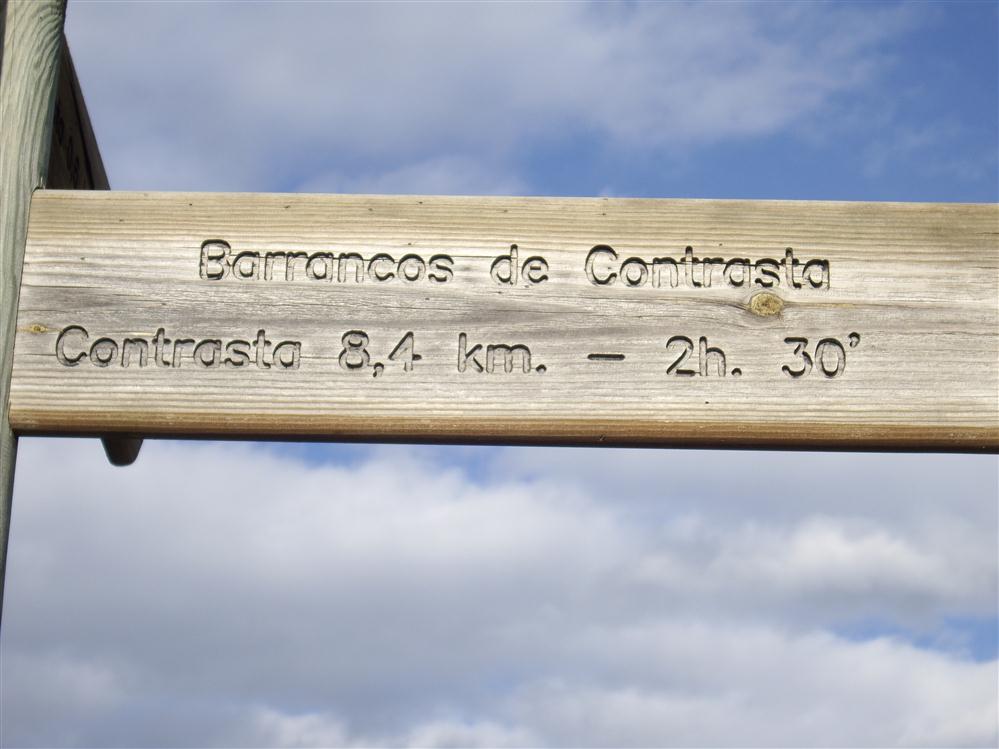 Barrancos de Contrasta
Contrasta 8,4 km. - 2h. 30'